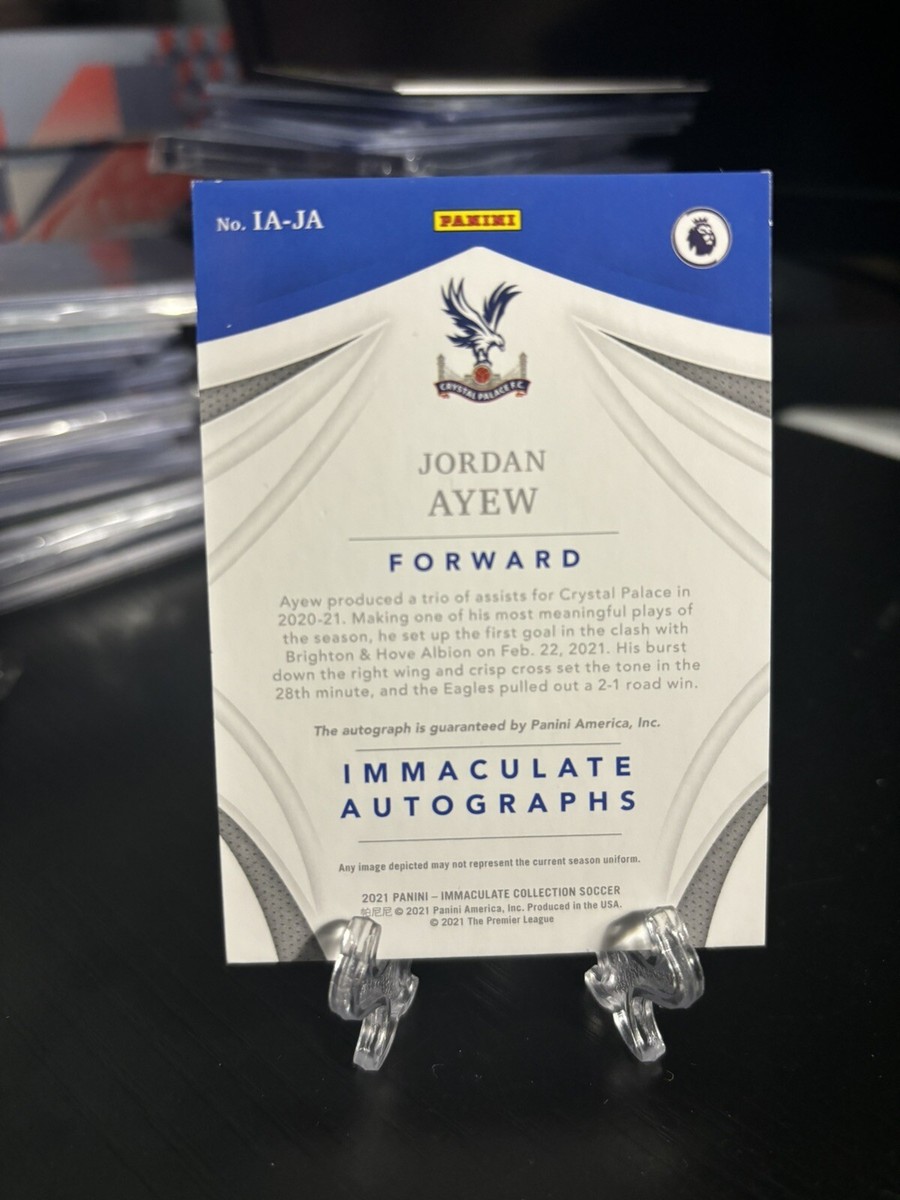 No. IA-JA
PANINI
CRYSTAL PALACE F.C.
JORDAN
AYEW
FORWARD
Ayew produced a trio of assists for Crystal Palace in
2020-21. Making one of his most meaningful plays of
the season, he set up the first goal in the clash with
Brighton & Hove Albion on Feb. 22, 2021. His burst
down the right wing and crisp cross set the tone in the
28th minute, and the Eagles pulled out a 2-1 road win.
The autograph is guaranteed by Panini America, Inc.
IMMACULATE
AUTOGRAPHS
Any image depicted may not represent the current season uniform.
2021 PANINI – IMMACULATE COLLECTION SOCCER
帕尼尼 © 2021 Panini America, Inc. Produced in the USA.
© 2021 The Premier League